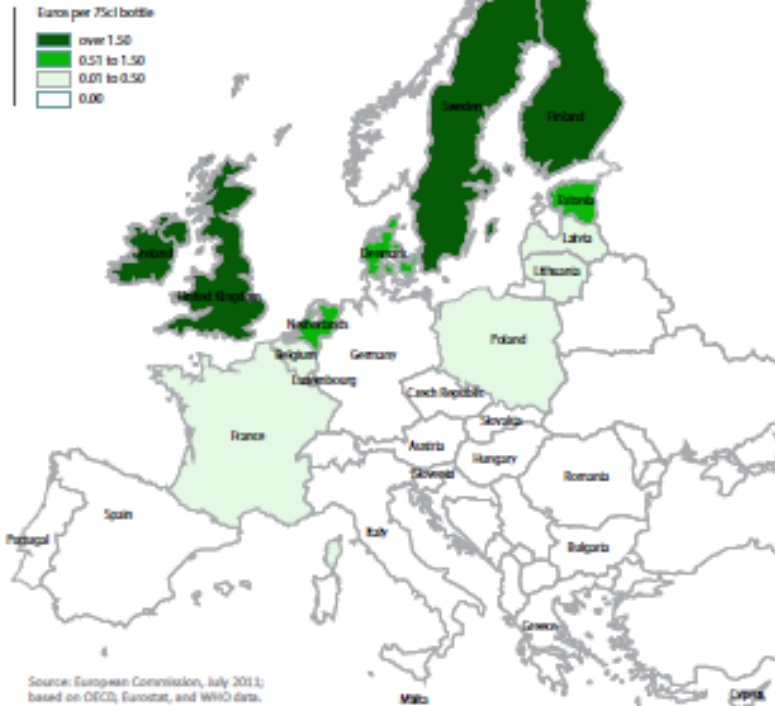 Euros per 75cl bottle
over 1.50
0.51 to 1.50
0.01 to 0.50
0.00
Sweden
Finland
Estonia
Latvia
Lithuania
Ireland
United Kingdom
Denmark
Netherlands
Belgium
Germany
Poland
Luxembourg
Czech Republic
Slovakia
France
Austria
Hungary
Slovenia
Romania
Spain
Portugal
Italy
Bulgaria
Greece
Malta
Cyprus
Source: European Commission, July 2011;
based on OECD, Eurostat, and WHO data.